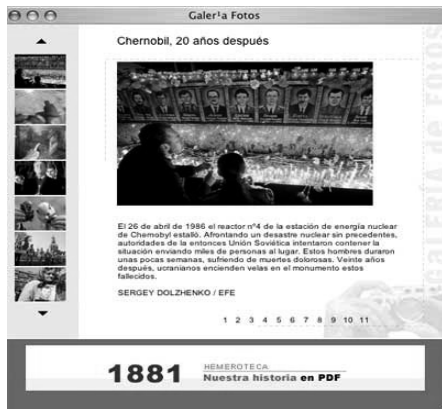 Galer¹a Fotos
Chernobil, 20 años después
El 26 de abril de 1986 el reactor nº4 de la estación de energía nuclear
de Chernobyl estalló. Afrontando un desastre nuclear sin precedentes,
autoridades de la entonces Unión Soviética intentaron contener la
situación enviando miles de personas al lugar. Estos hombres duraron
unas pocas semanas, sufriendo de muertes dolorosas. Veinte años
después, ucranianos encienden velas en el monumento estos
fallecidos.
SERGEY DOLZHENKO / EFE
1 2 3 4 5 6 7 8 9 10 11
GALERÍA de FOTOS
1881
HEMEROTECA
Nuestra historia en PDF